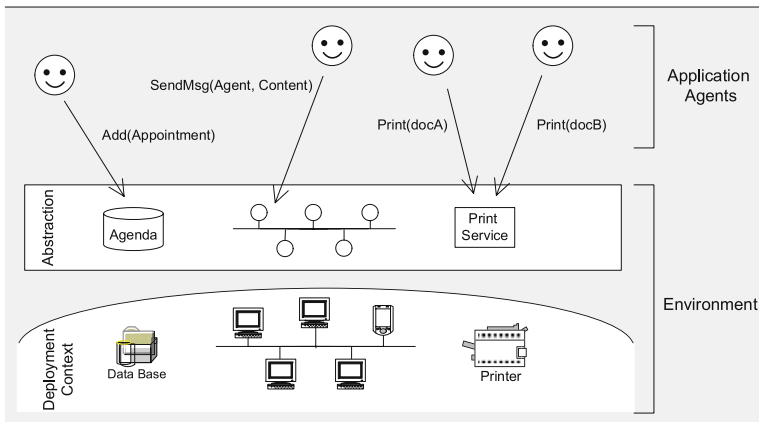 SendMsg(Agent, Content)
Add(Appointment)
Print(docA)
Print(docB)
Application
Agents
Abstraction
Agenda
Print
Service
Environment
Deployment
Context
Data Base
Printer